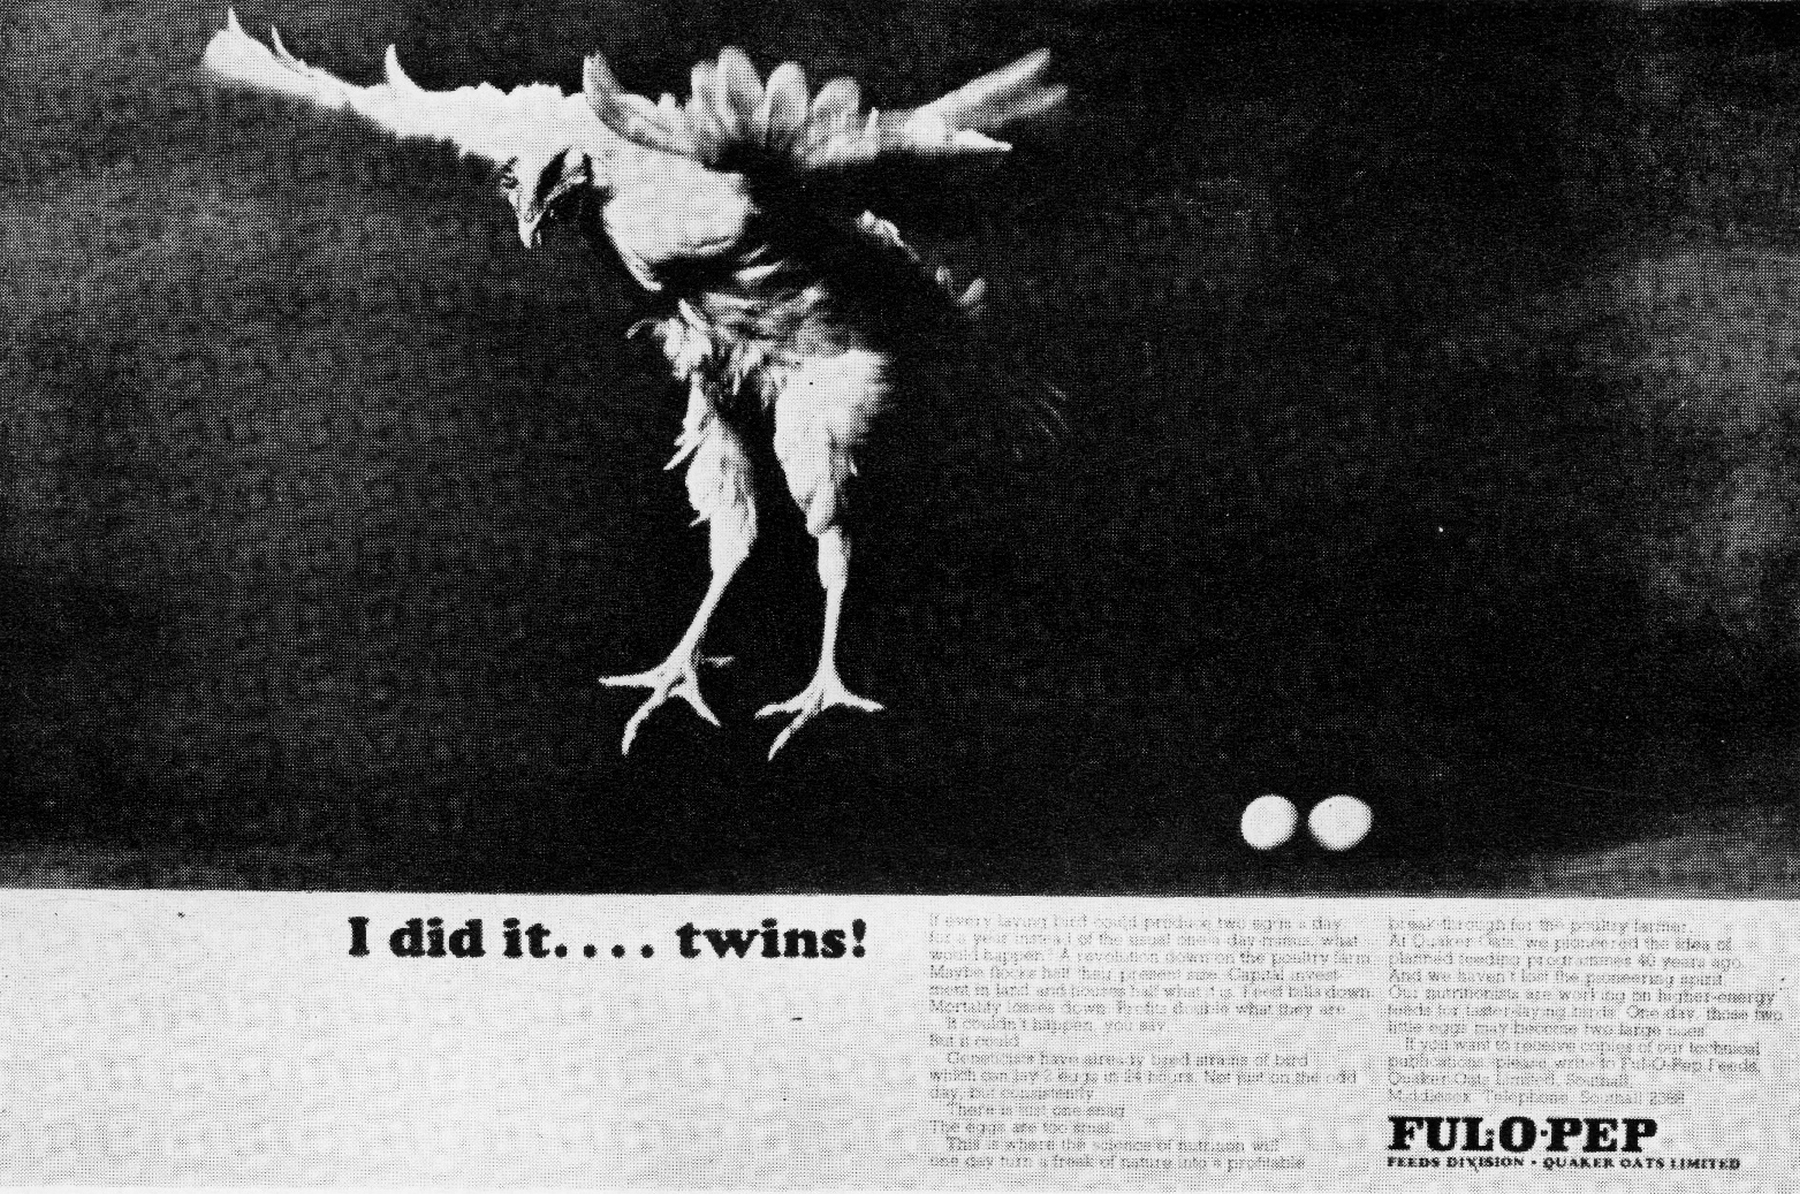 I did it.... twins!
If every laying bird could produce two eggs a day
for a year instead of the usual one a day minus, what
would happen? A revolution down on the poultry farm.
Maybe flocks half their present size. Capital invest-
ment in land and houses half what it is. Feed bills down.
Mortality losses down. Profits double what they are.
It couldn't happen, you say.
But it could.
Geneticists have already bred strains of bird
which can lay 2 eggs in 24 hours. Not just on the odd
day, but consistently.
There is just one snag.
The eggs are too small.
This is where the science of nutrition will
one day turn a freak of nature into a profitable
break-through for the poultry farmer.
At Quaker Oats, we pioneered the idea of
planned feeding programmes 40 years ago.
And we haven't lost the pioneering spirit.
Our nutritionists are working on higher-energy
feeds for faster-laying birds. One day, those two
little eggs may become two large ones.
If you want to receive copies of our technical
publications, please write to Ful-O-Pep Feeds,
Quaker Oats Limited, Southall,
Middlesex. Telephone: Southall 2388
FUL·O·PEP
FEEDS DIVISION · QUAKER OATS LIMITED